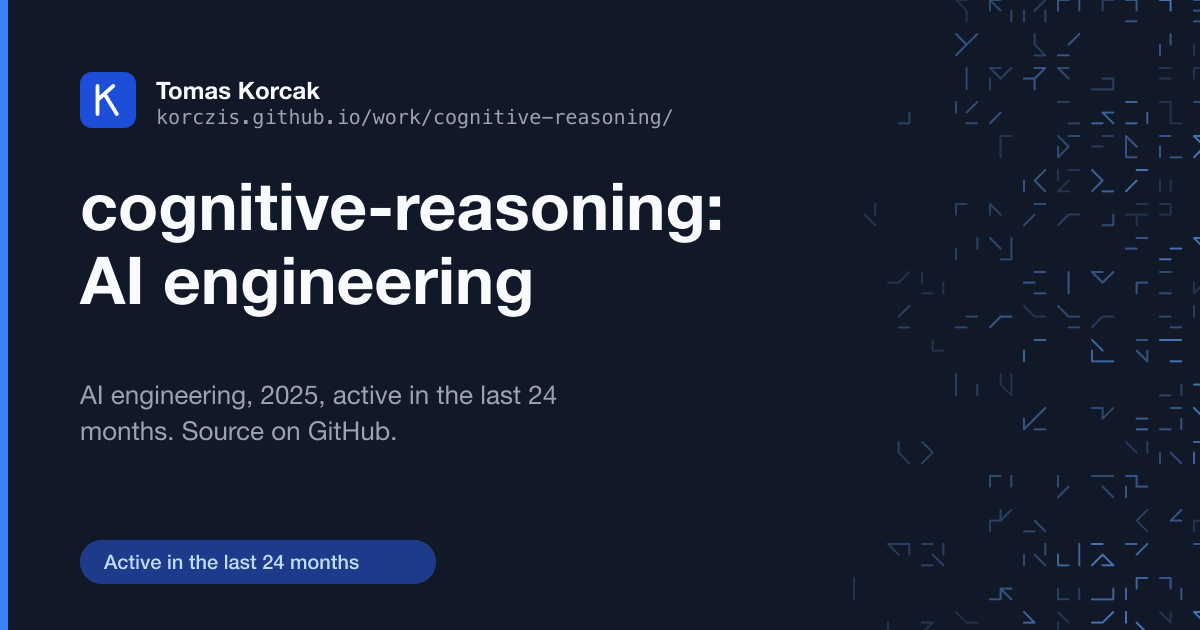 K
Tomas Korcak
korczis.github.io/work/cognitive-reasoning/
cognitive-reasoning:
AI engineering
AI engineering, 2025, active in the last 24
months. Source on GitHub.
Active in the last 24 months